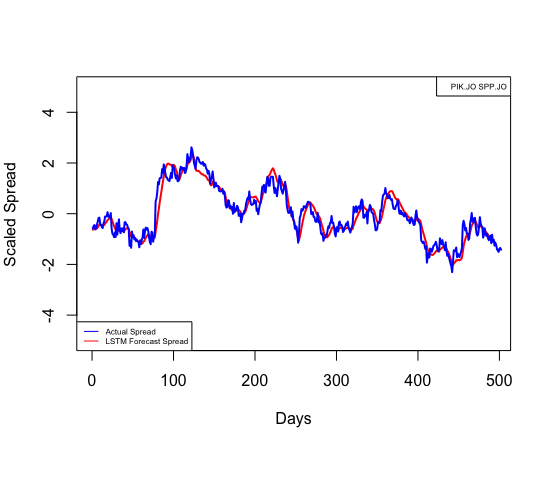 PIK.JO SPP.JO
Scaled Spread
4
2
0
-2
-4
Actual Spread
LSTM Forecast Spread
0 100 200 300 400 500
Days